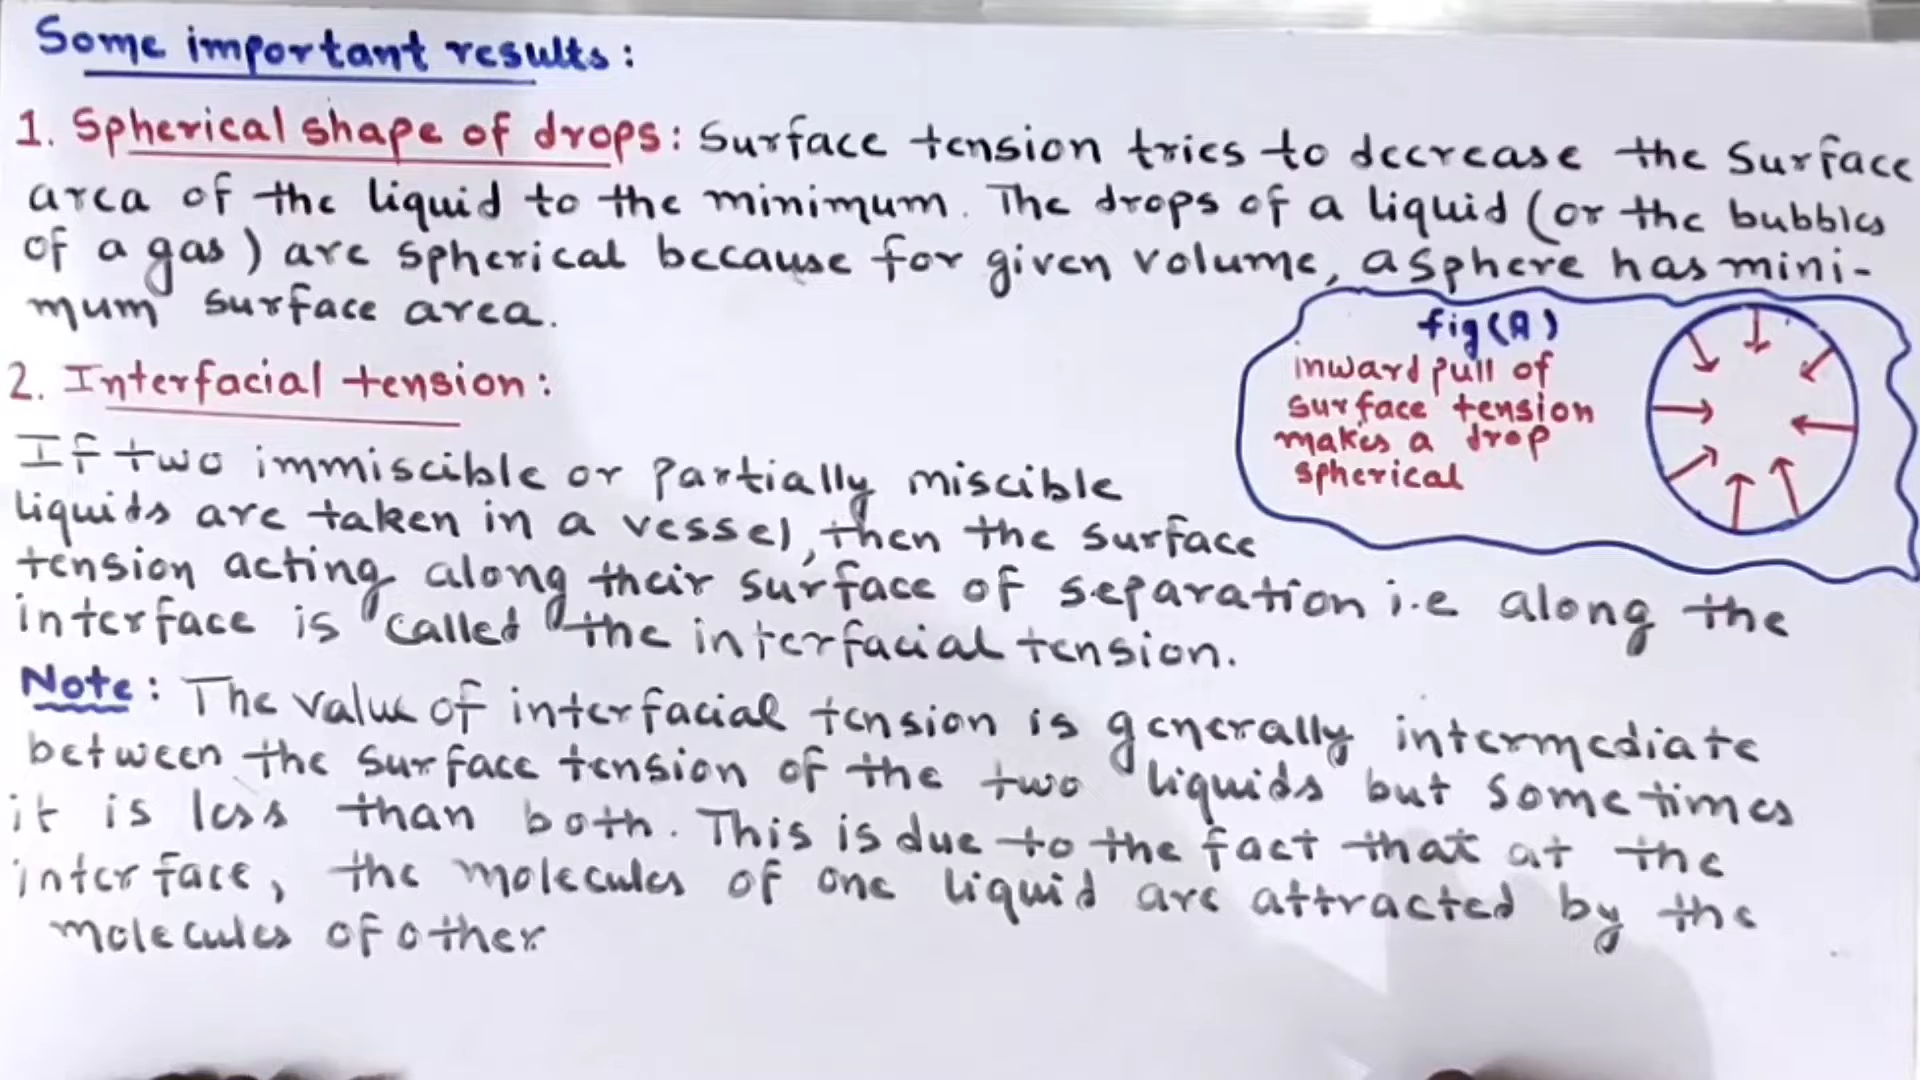 Some important results:
1. Spherical shape of drops: Surface tension tries to decrease the Surface
area of the liquid to the minimum. The drops of a liquid (or the bubbles
of a gas) are spherical because for given volume, a sphere has mini-
mum surface area.
fig(A)
inward pull of
surface tension
makes a drop
spherical
2. Interfacial tension:
If two immiscible or partially miscible
liquids are taken in a vessel, then the surface
tension acting along their surface of separation i.e along the
interface is called the interfacial tension.
Note: The value of interfacial tension is generally intermediate
between the surface tension of the two liquids but sometimes
it is less than both. This is due to the fact that at the
interface, the molecules of one liquid are attracted by the
molecules of other